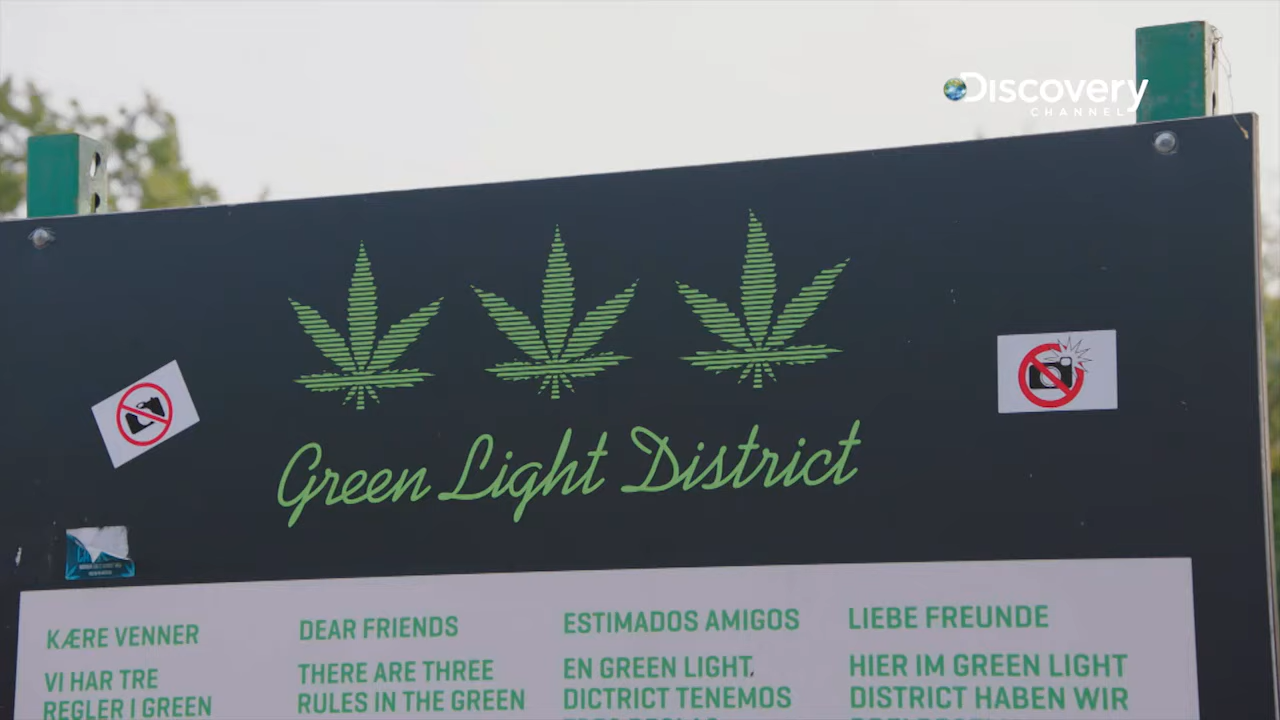 Discovery
CHANNEL
Green Light District
KÆRE VENNER
VI HAR TRE
REGLER I GREEN
DEAR FRIENDS
THERE ARE THREE
RULES IN THE GREEN
ESTIMADOS AMIGOS
EN GREEN LIGHT,
DICTRICT TENEMOS
LIEBE FREUNDE
HIER IM GREEN LIGHT
DISTRICT HABEN WIR